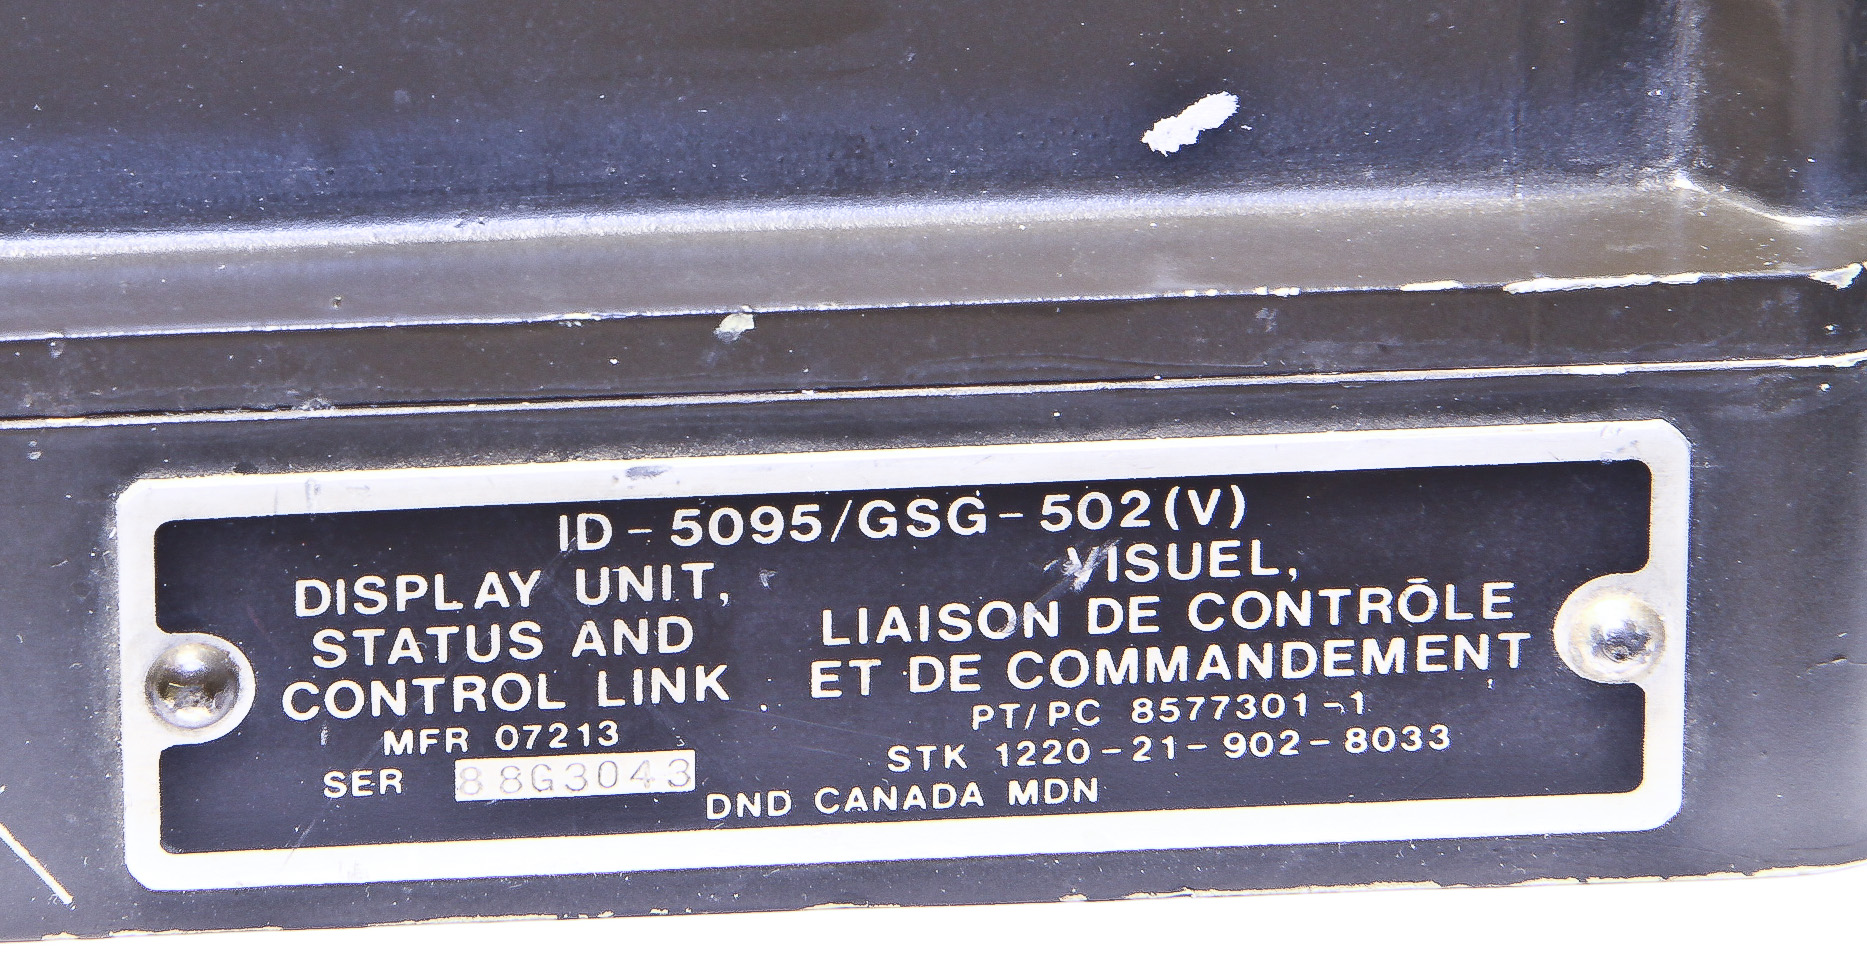 ID-5095/GSG-502(V)
DISPLAY UNIT,
STATUS AND
CONTROL LINK
MFR 07213
SER 88G3043
VISUEL,
LIAISON DE CONTRÔLE
ET DE COMMANDEMENT
PT/PC 8577301-1
STK 1220-21-902-8033
DND CANADA MDN